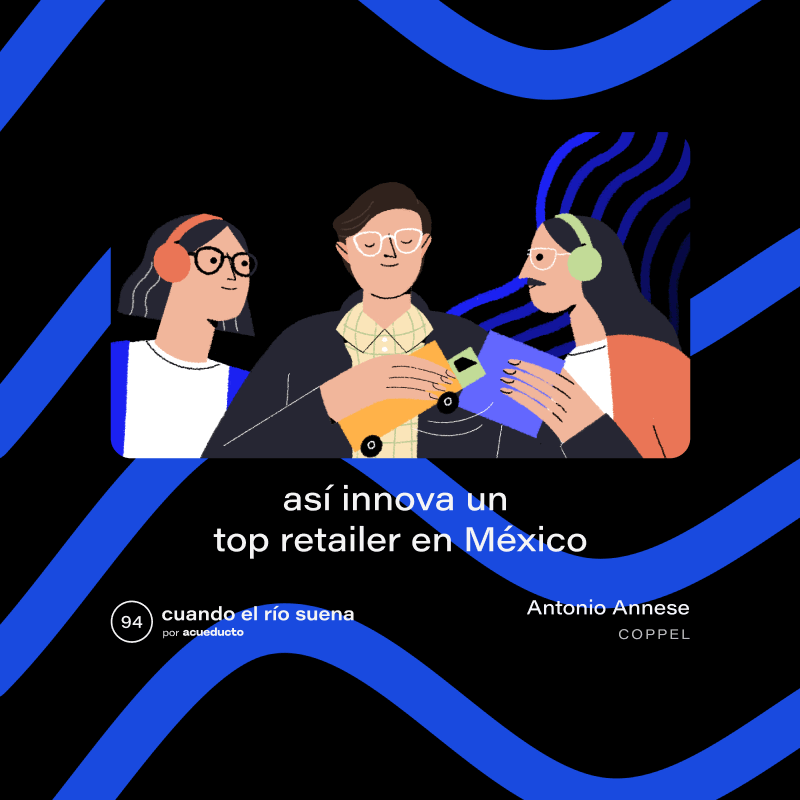 así innova un
top retailer en México
94
cuando el río suena
por acueducto
Antonio Annese
COPPEL